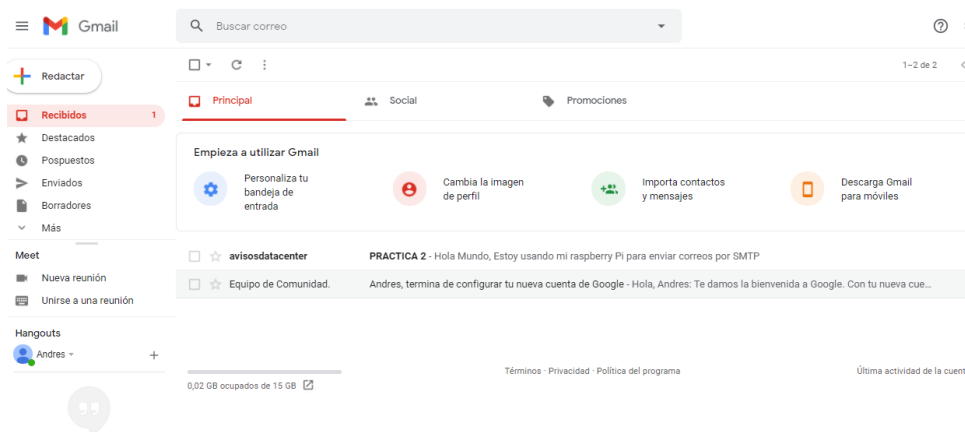 Gmail
Buscar correo
Redactar
1–2 de 2
Principal
Social
Promociones
Recibidos 1
Destacados
Pospuestos
Enviados
Borradores
Más
Empieza a utilizar Gmail
Personaliza tu
bandeja de
entrada
Cambia la imagen
de perfil
Importa contactos
y mensajes
Descarga Gmail
para móviles
avisosdatacenter PRACTICA 2 - Hola Mundo, Estoy usando mi raspberry Pi para enviar correos por SMTP
Equipo de Comunidad. Andres, termina de configurar tu nueva cuenta de Google - Hola, Andres: Te damos la bienvenida a Google. Con tu nueva cue...
Meet
Nueva reunión
Unirse a una reunión
Hangouts
Andres
0,02 GB ocupados de 15 GB
Términos · Privacidad · Política del programa
Última actividad de la cuent